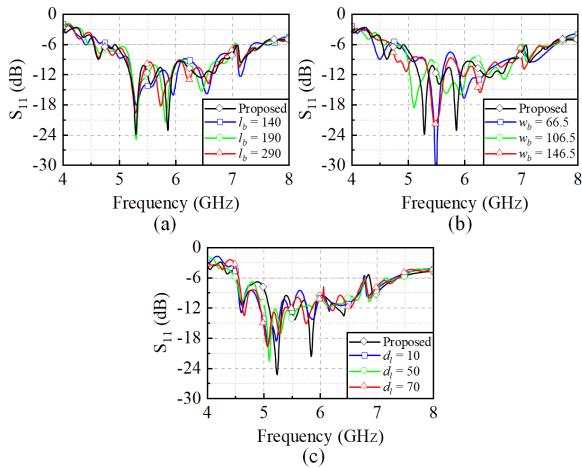 0
-6
-12
-18
-24
-30
S11 (dB)
4 5 6 7 8
Frequency (GHz)
Proposed
lb = 140
lb = 190
lb = 290
(a)
0
-6
-12
-18
-24
-30
S11 (dB)
4 5 6 7 8
Frequency (GHz)
Proposed
wb = 66.5
wb = 106.5
wb = 146.5
(b)
0
-6
-12
-18
-24
-30
S11 (dB)
4 5 6 7 8
Frequency (GHz)
Proposed
dl = 10
dl = 50
dl = 70
(c)